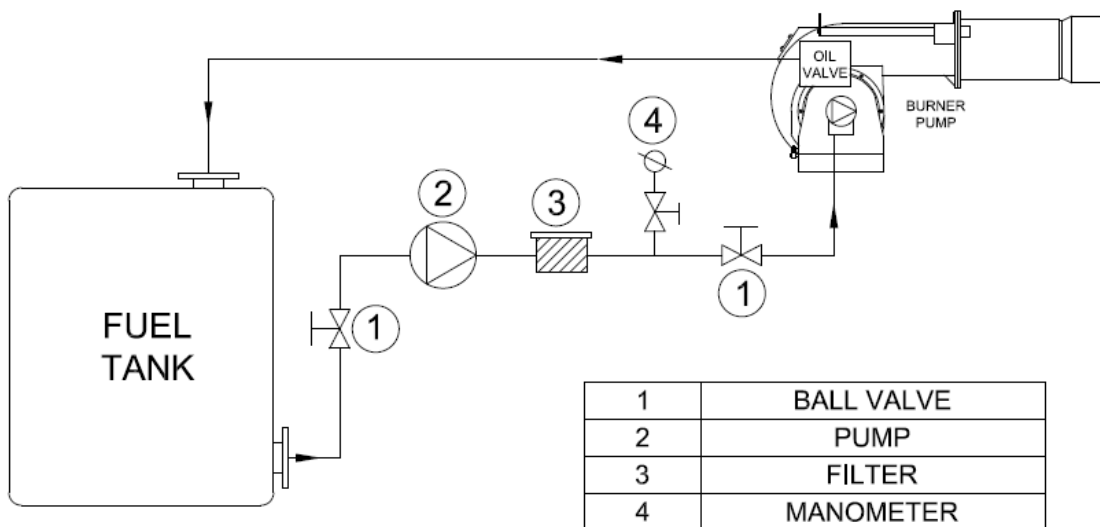 OIL
VALVE
BURNER
PUMP
4
2
3
1
1
FUEL
TANK
1 BALL VALVE
2 PUMP
3 FILTER
4 MANOMETER